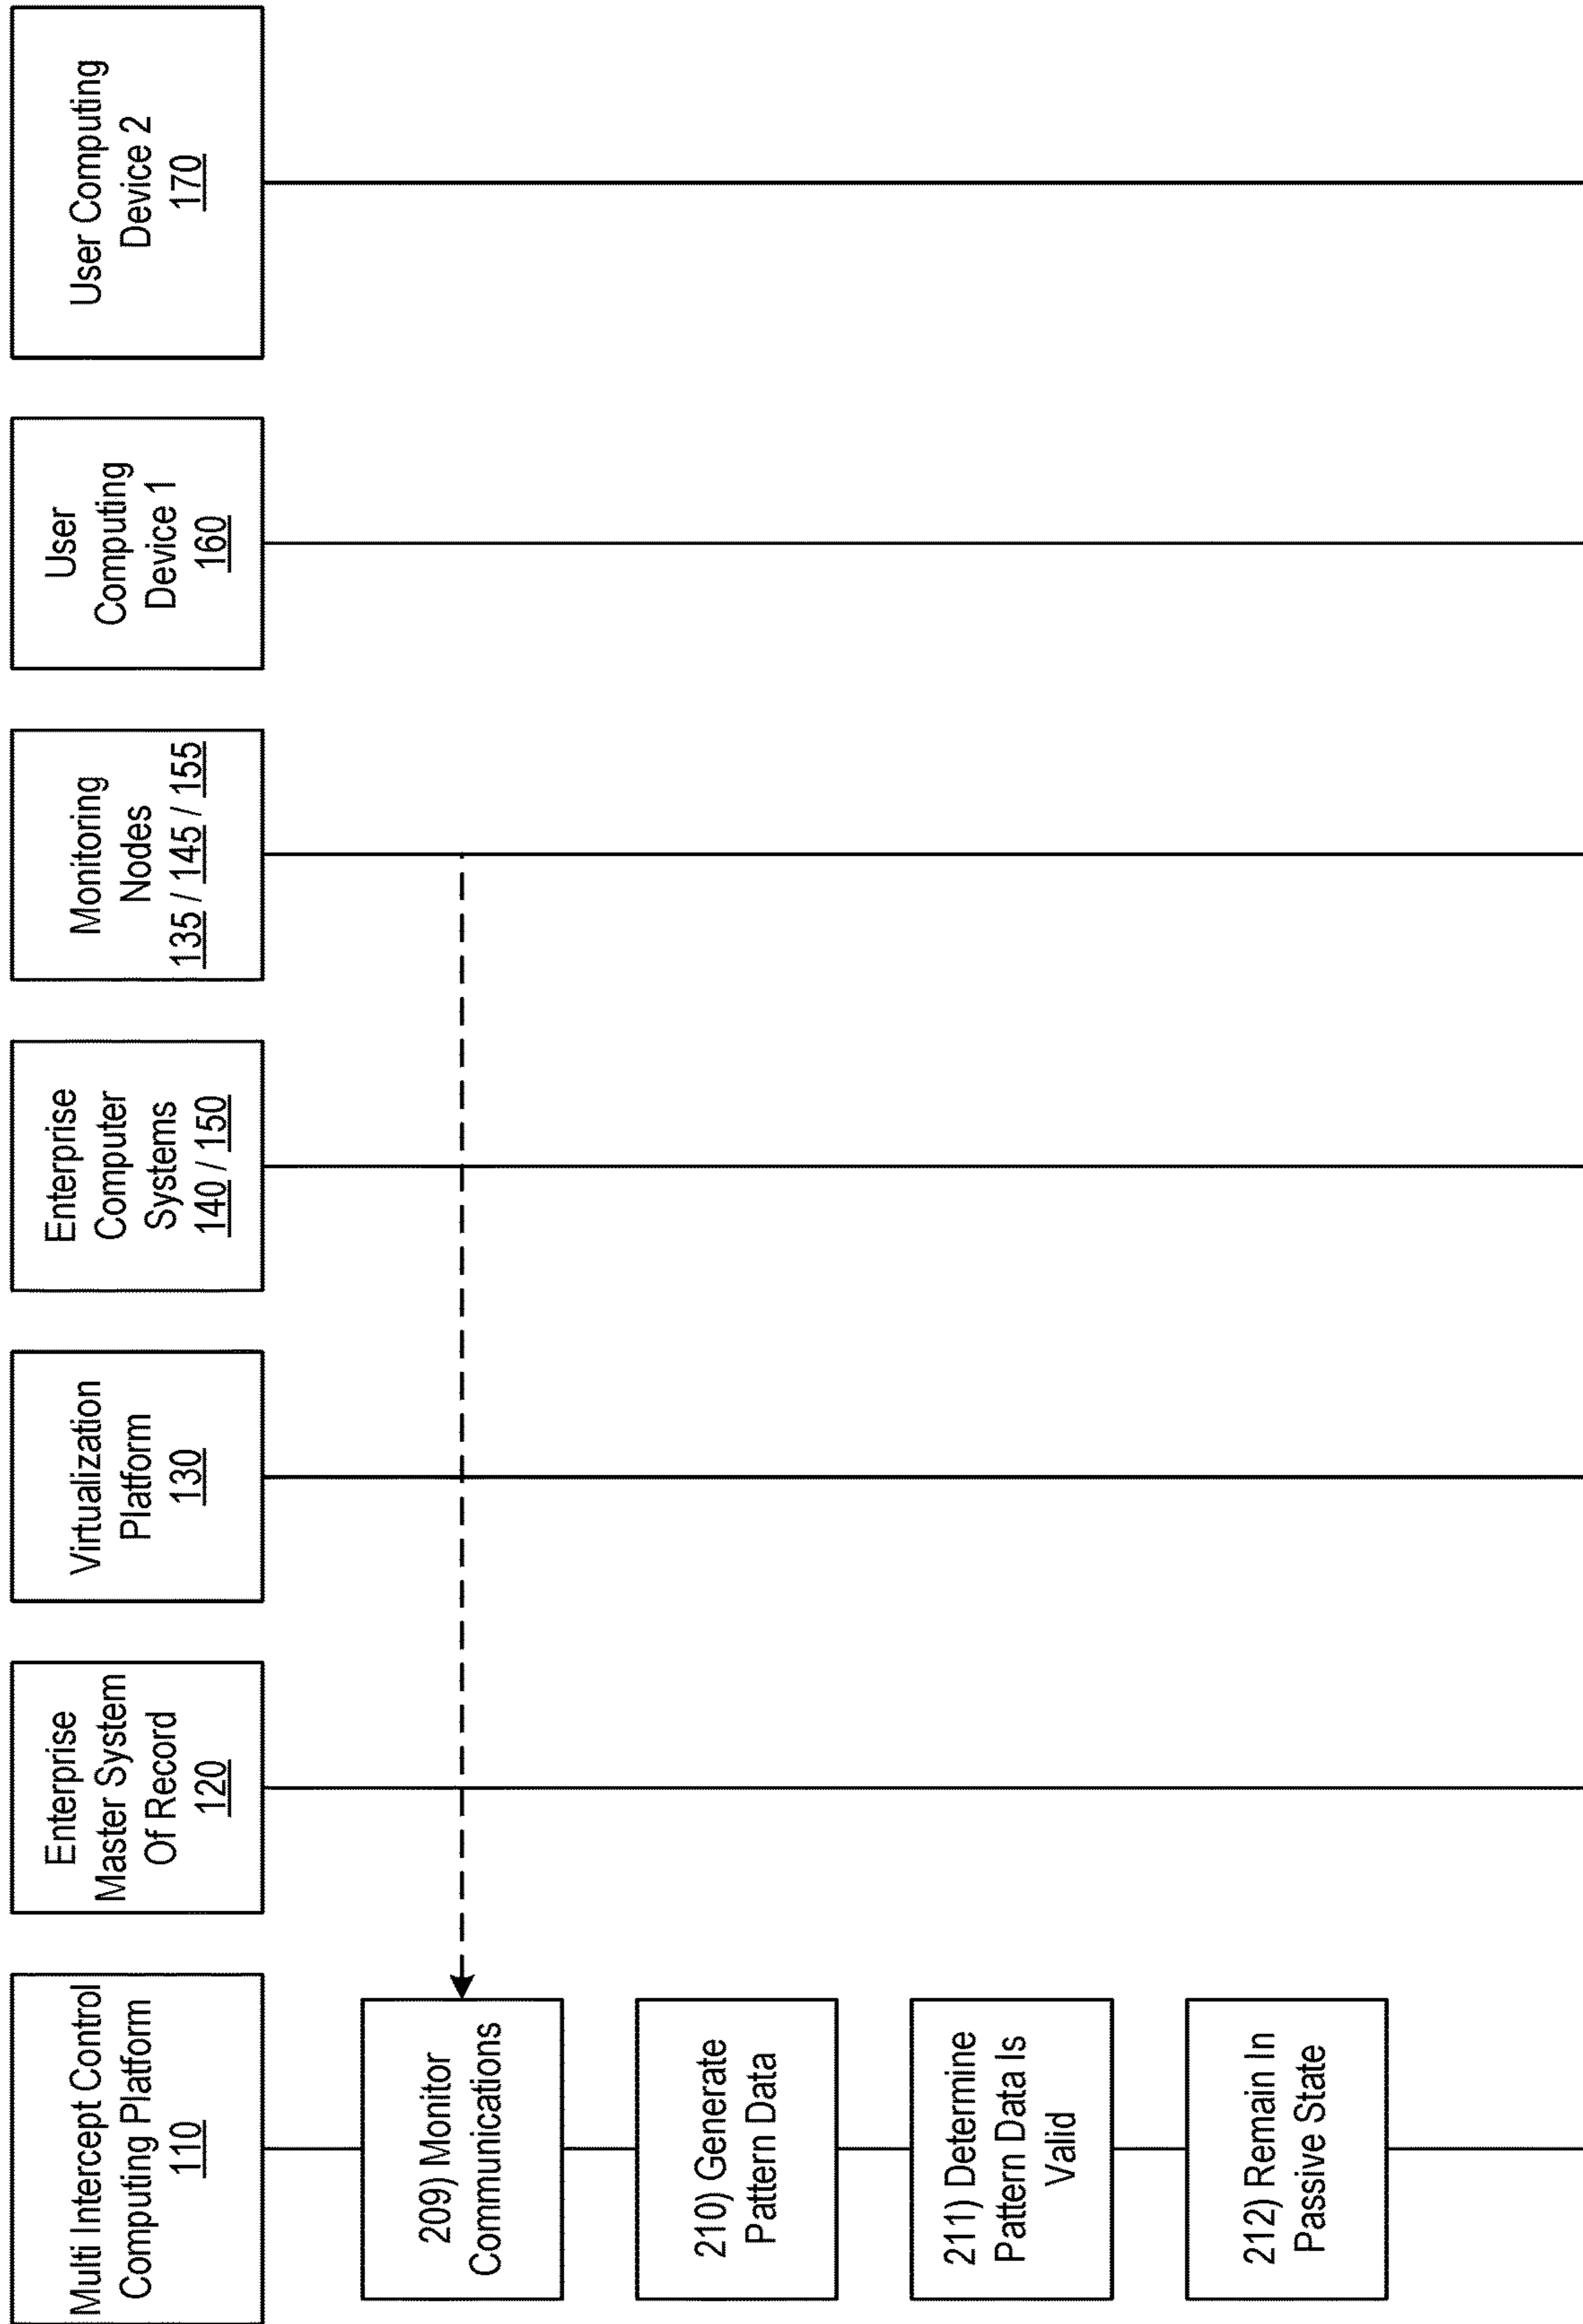 Multi Intercept Control
Computing Platform
110
Enterprise
Master System
Of Record
120
Virtualization
Platform
130
Enterprise
Computer
Systems
140 / 150
Monitoring
Nodes
135 / 145 / 155
User
Computing
Device 1
160
User Computing
Device 2
170
209) Monitor
Communications
210) Generate
Pattern Data
211) Determine
Pattern Data Is
Valid
212) Remain In
Passive State